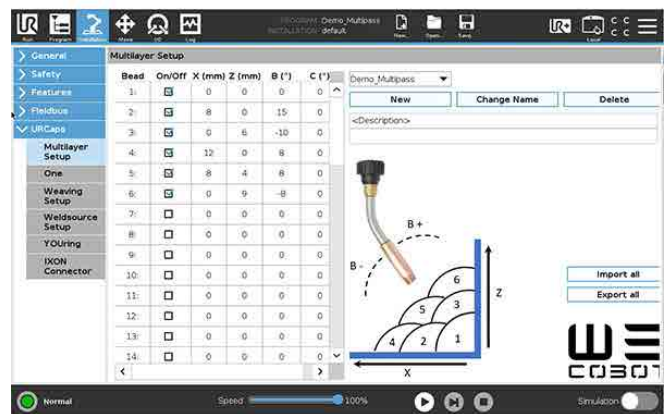 Run Program Installation Move I/O Log
PROGRAM Demo_Multipass
INSTALLATION default
New... Open... Save...
UR+ Local
General
Safety
Features
Fieldbus
URCaps
Multilayer Setup
One
Weaving Setup
Weldsource Setup
YOUring
IXON Connector
Multilayer Setup
Bead On/Off X (mm) Z (mm) B (°) C (°)
1: 0 0 0 0
2: 8 0 15 0
3: 0 6 -10 0
4: 12 0 8 0
5: 8 4 8 0
6: 0 9 -8 0
7: 0 0 0 0
8: 0 0 0 0
9: 0 0 0 0
10: 0 0 0 0
11: 0 0 0 0
12: 0 0 0 0
13: 0 0 0 0
14: 0 0 0 0
Demo_Multipass
New Change Name Delete
<Description>
B +
B -
6
5 3
4 2 1
Z
X
Import all
Export all
WE
COBOT
Normal
Speed 100%
Simulation